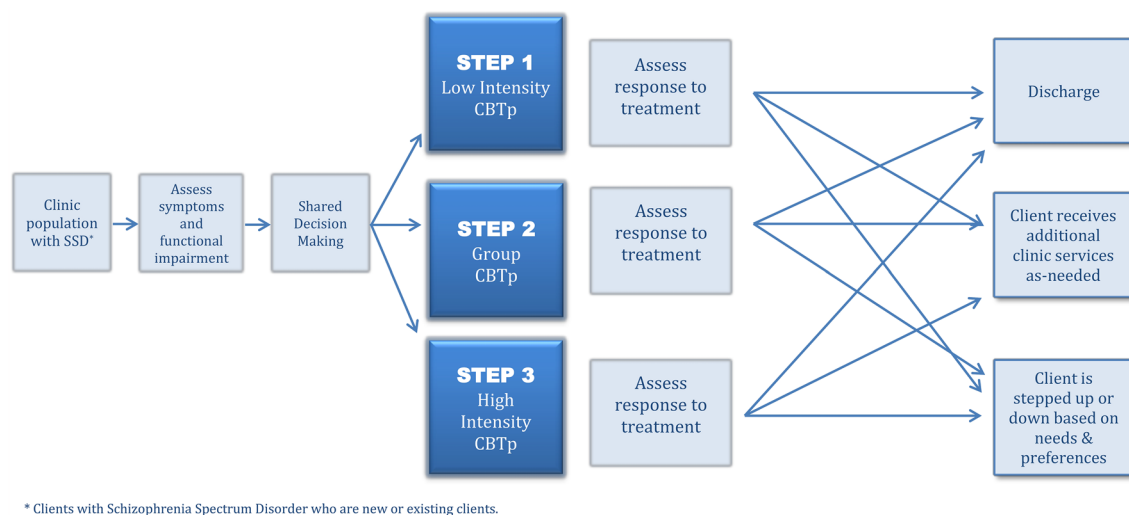 Clinic
population
with SSD*
Assess
symptoms
and
functional
impairment
Shared
Decision
Making
STEP 1
Low Intensity
CBTp
Assess
response to
treatment
STEP 2
Group
CBTp
Assess
response to
treatment
STEP 3
High
Intensity
CBTp
Assess
response to
treatment
Discharge
Client receives
additional
clinic services
as-needed
Client is
stepped up or
down based on
needs &
preferences
* Clients with Schizophrenia Spectrum Disorder who are new or existing clients.